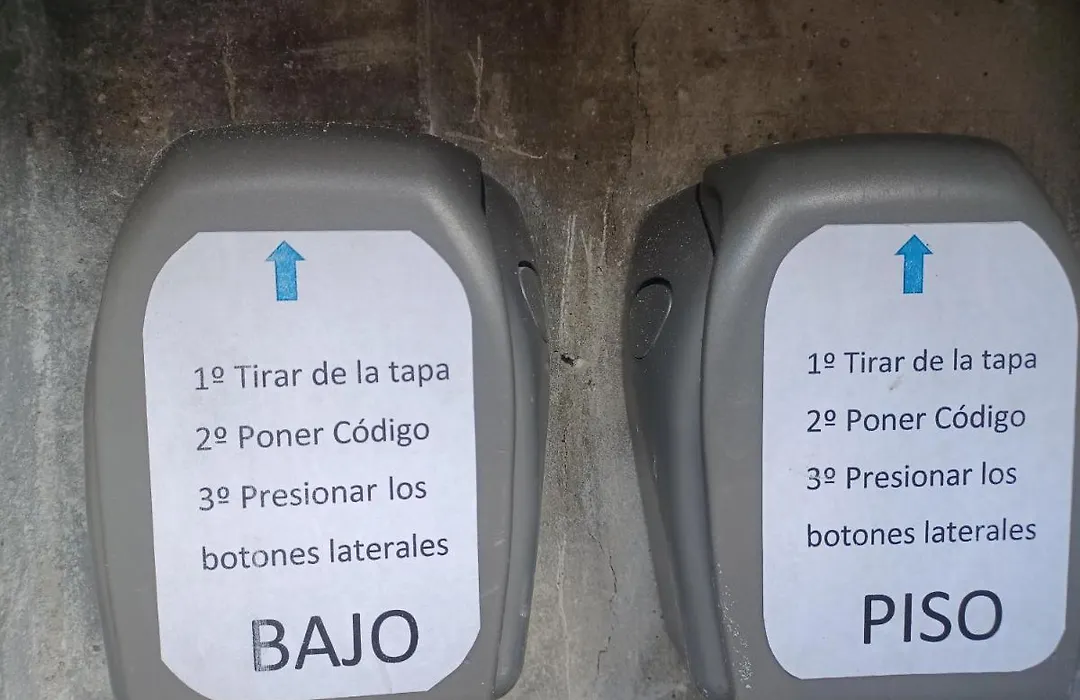 1º Tirar de la tapa
2º Poner Código
3º Presionar los
botones laterales
BAJO
1º Tirar de la tapa
2º Poner Código
3º Presionar los
botones laterales
PISO